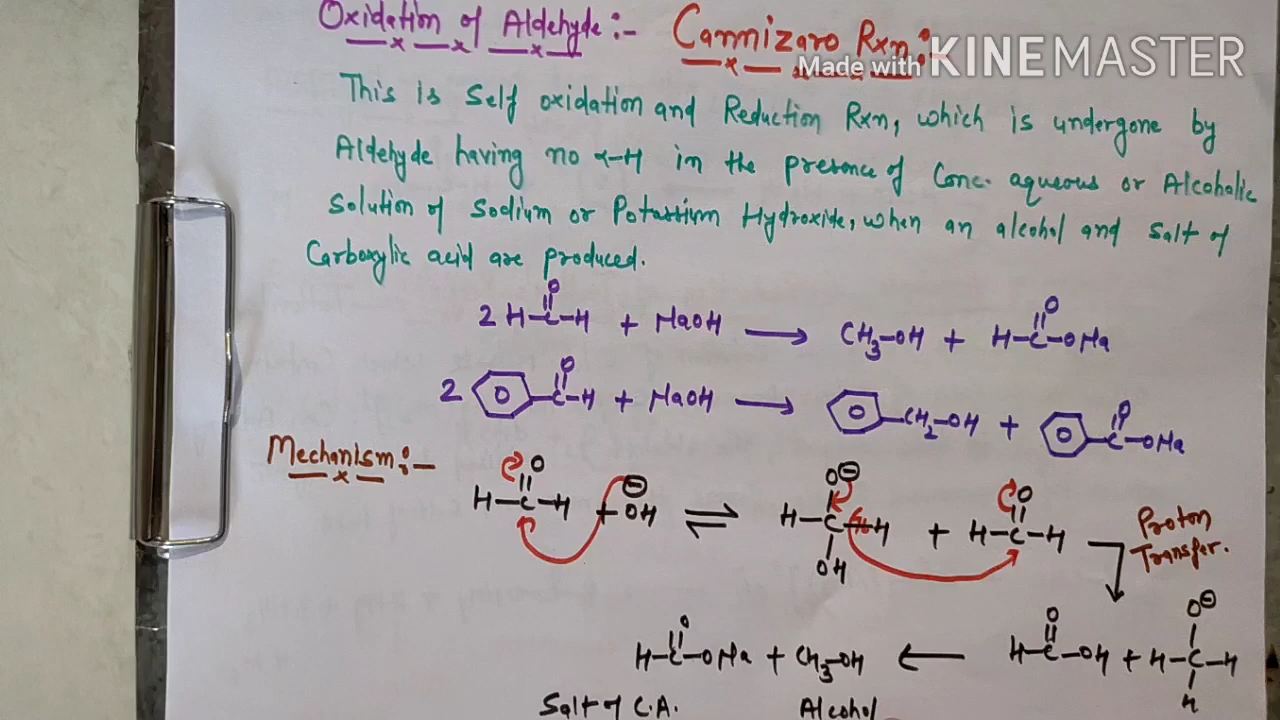 Oxidation of Aldehyde:- Cannizaro Rxn:
Made with KINEMASTER
This is Self oxidation and Reduction Rxn, which is undergone by
Aldehyde having no α-H in the presence of Conc. aqueous or Alcoholic
Solution of Sodium or Potassium Hydroxide, when an alcohol and Salt of
Carboxylic acid are produced.
O O
2 H-C-H + NaOH → CH3-OH + H-C-ONa
O O
2 C-H + NaOH → CH2-OH + C-ONa
Mechanism:-
O ⊖ O⊖ O
H-C-H + OH ⇌ H-C-H + H-C-H Proton
OH Transfer.
O O O⊖
H-C-ONa + CH3-OH ← H-C-OH + H-C-H
H
Salt of C.A. Alcohol